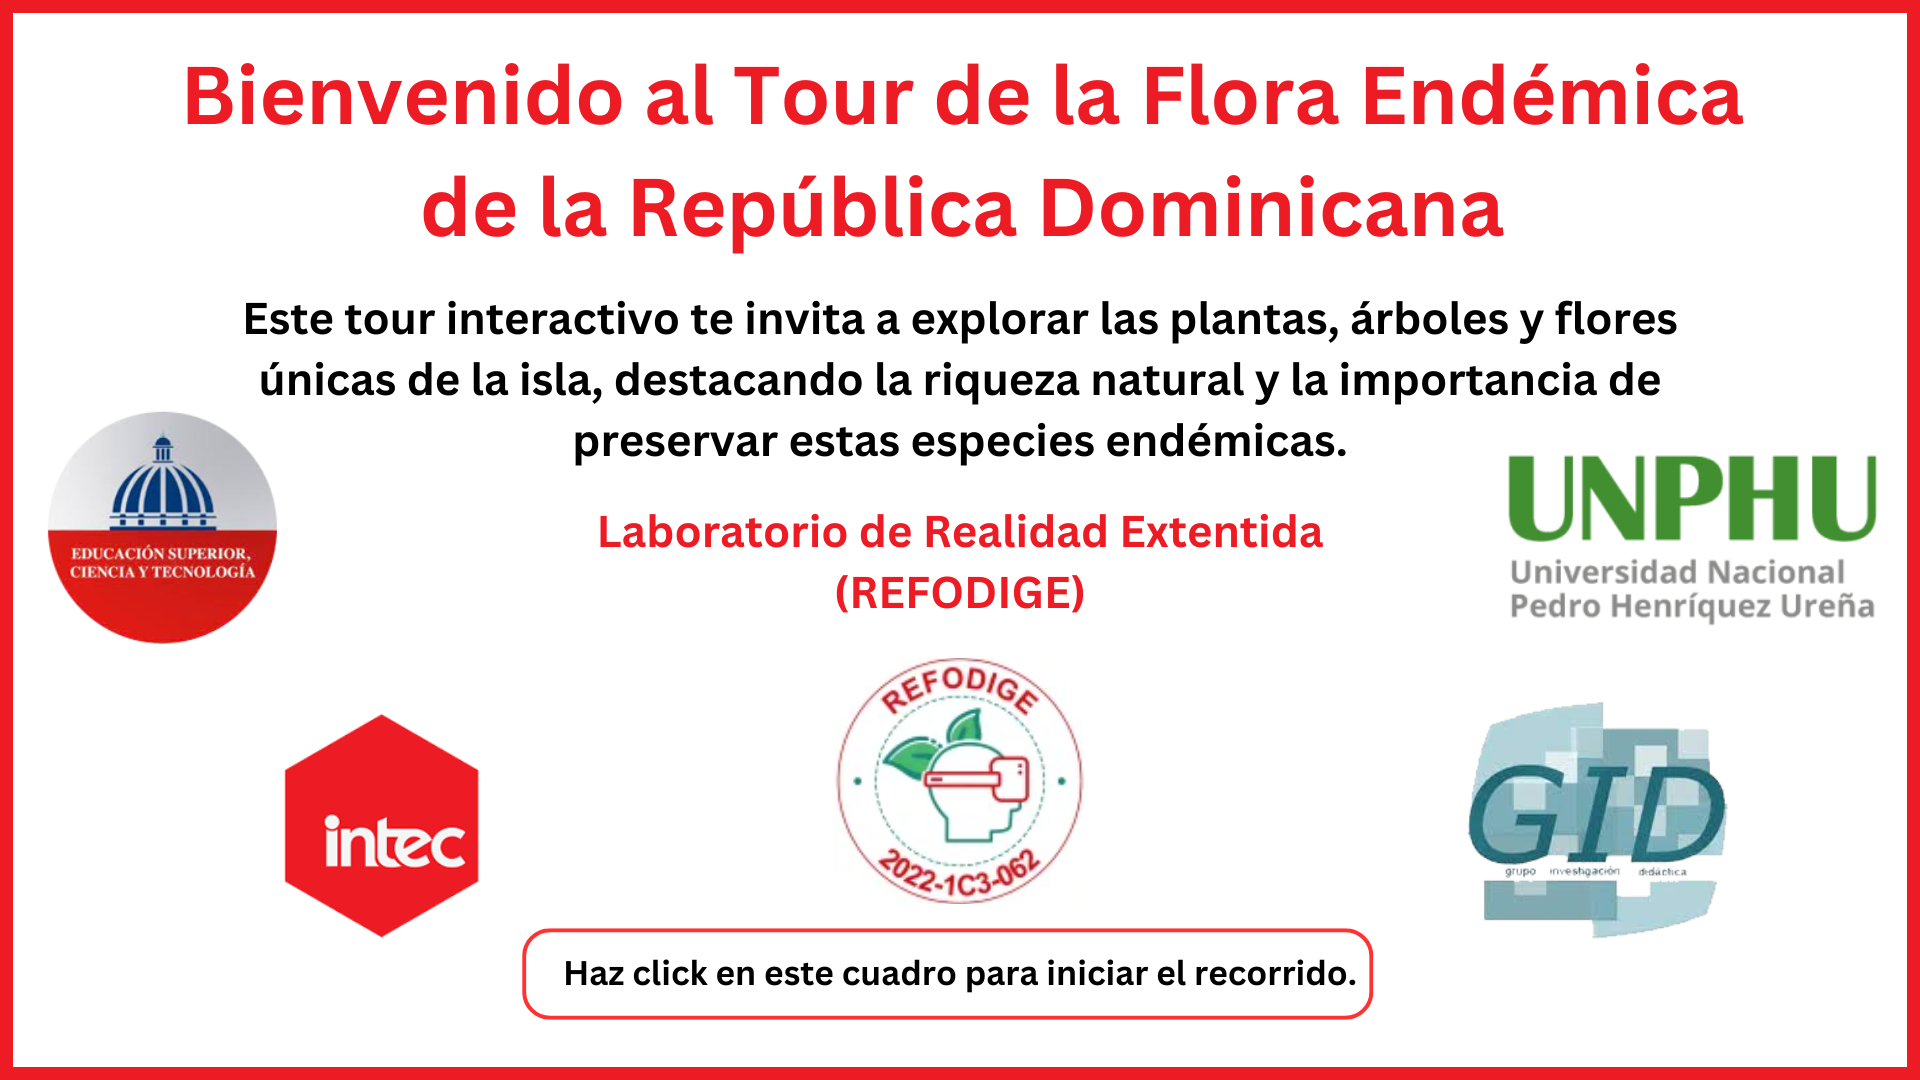 Bienvenido al Tour de la Flora Endémica
de la República Dominicana
Este tour interactivo te invita a explorar las plantas, árboles y flores
únicas de la isla, destacando la riqueza natural y la importancia de
preservar estas especies endémicas.
EDUCACIÓN SUPERIOR,
CIENCIA Y TECNOLOGÍA
Laboratorio de Realidad Extentida
(REFODIGE)
UNPHU
Universidad Nacional
Pedro Henríquez Ureña
intec
REFODIGE
2022-1C3-062
GID
grupo investigación didáctica
Haz click en este cuadro para iniciar el recorrido.